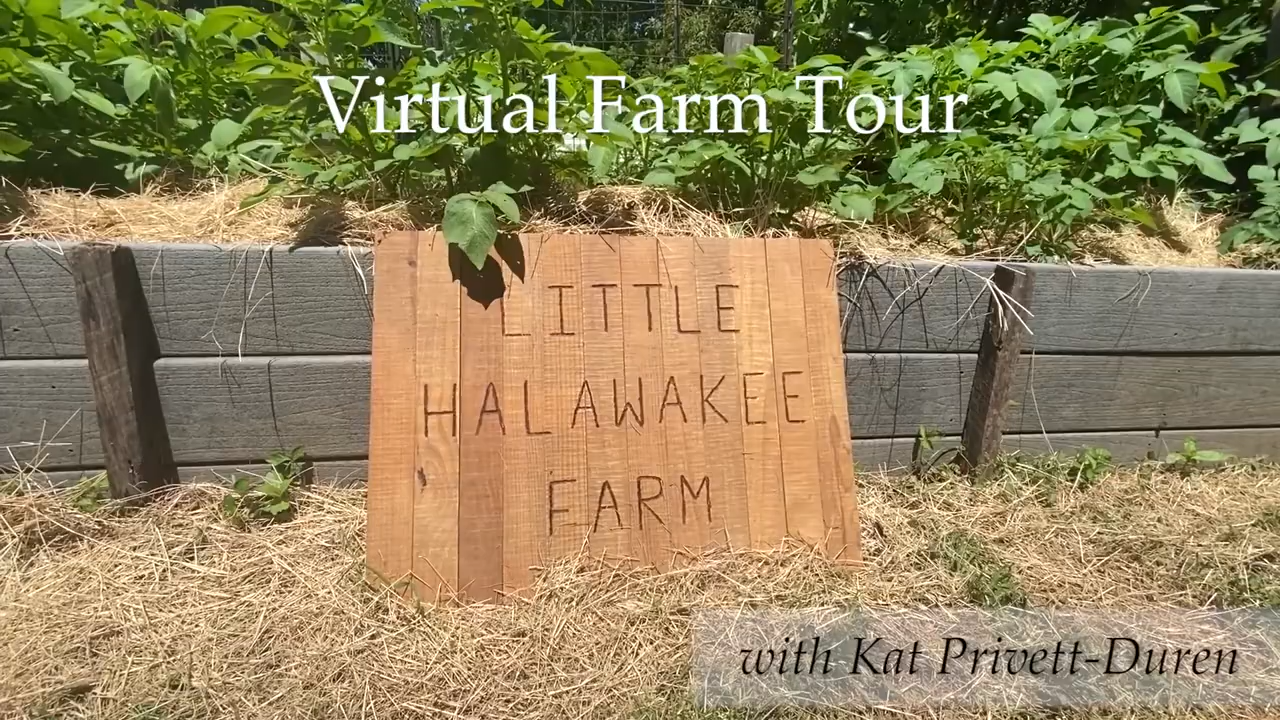 Virtual Farm Tour
LITTLE
HALAWAKEE
FARM
with Kat Privett-Duren